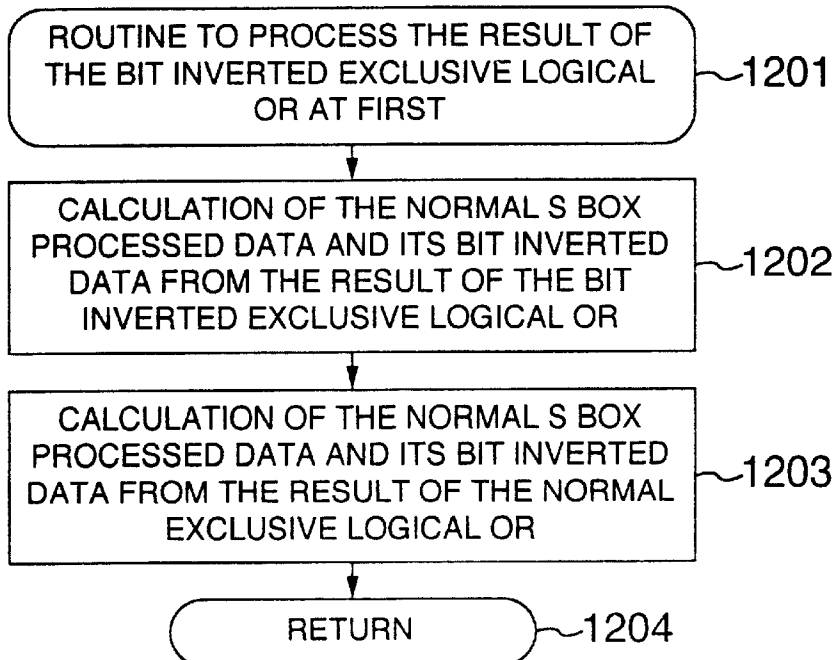 ROUTINE TO PROCESS THE RESULT OF
THE BIT INVERTED EXCLUSIVE LOGICAL
OR AT FIRST
1201
CALCULATION OF THE NORMAL S BOX
PROCESSED DATA AND ITS BIT INVERTED
DATA FROM THE RESULT OF THE BIT
INVERTED EXCLUSIVE LOGICAL OR
1202
CALCULATION OF THE NORMAL S BOX
PROCESSED DATA AND ITS BIT INVERTED
DATA FROM THE RESULT OF THE NORMAL
EXCLUSIVE LOGICAL OR
1203
RETURN
1204